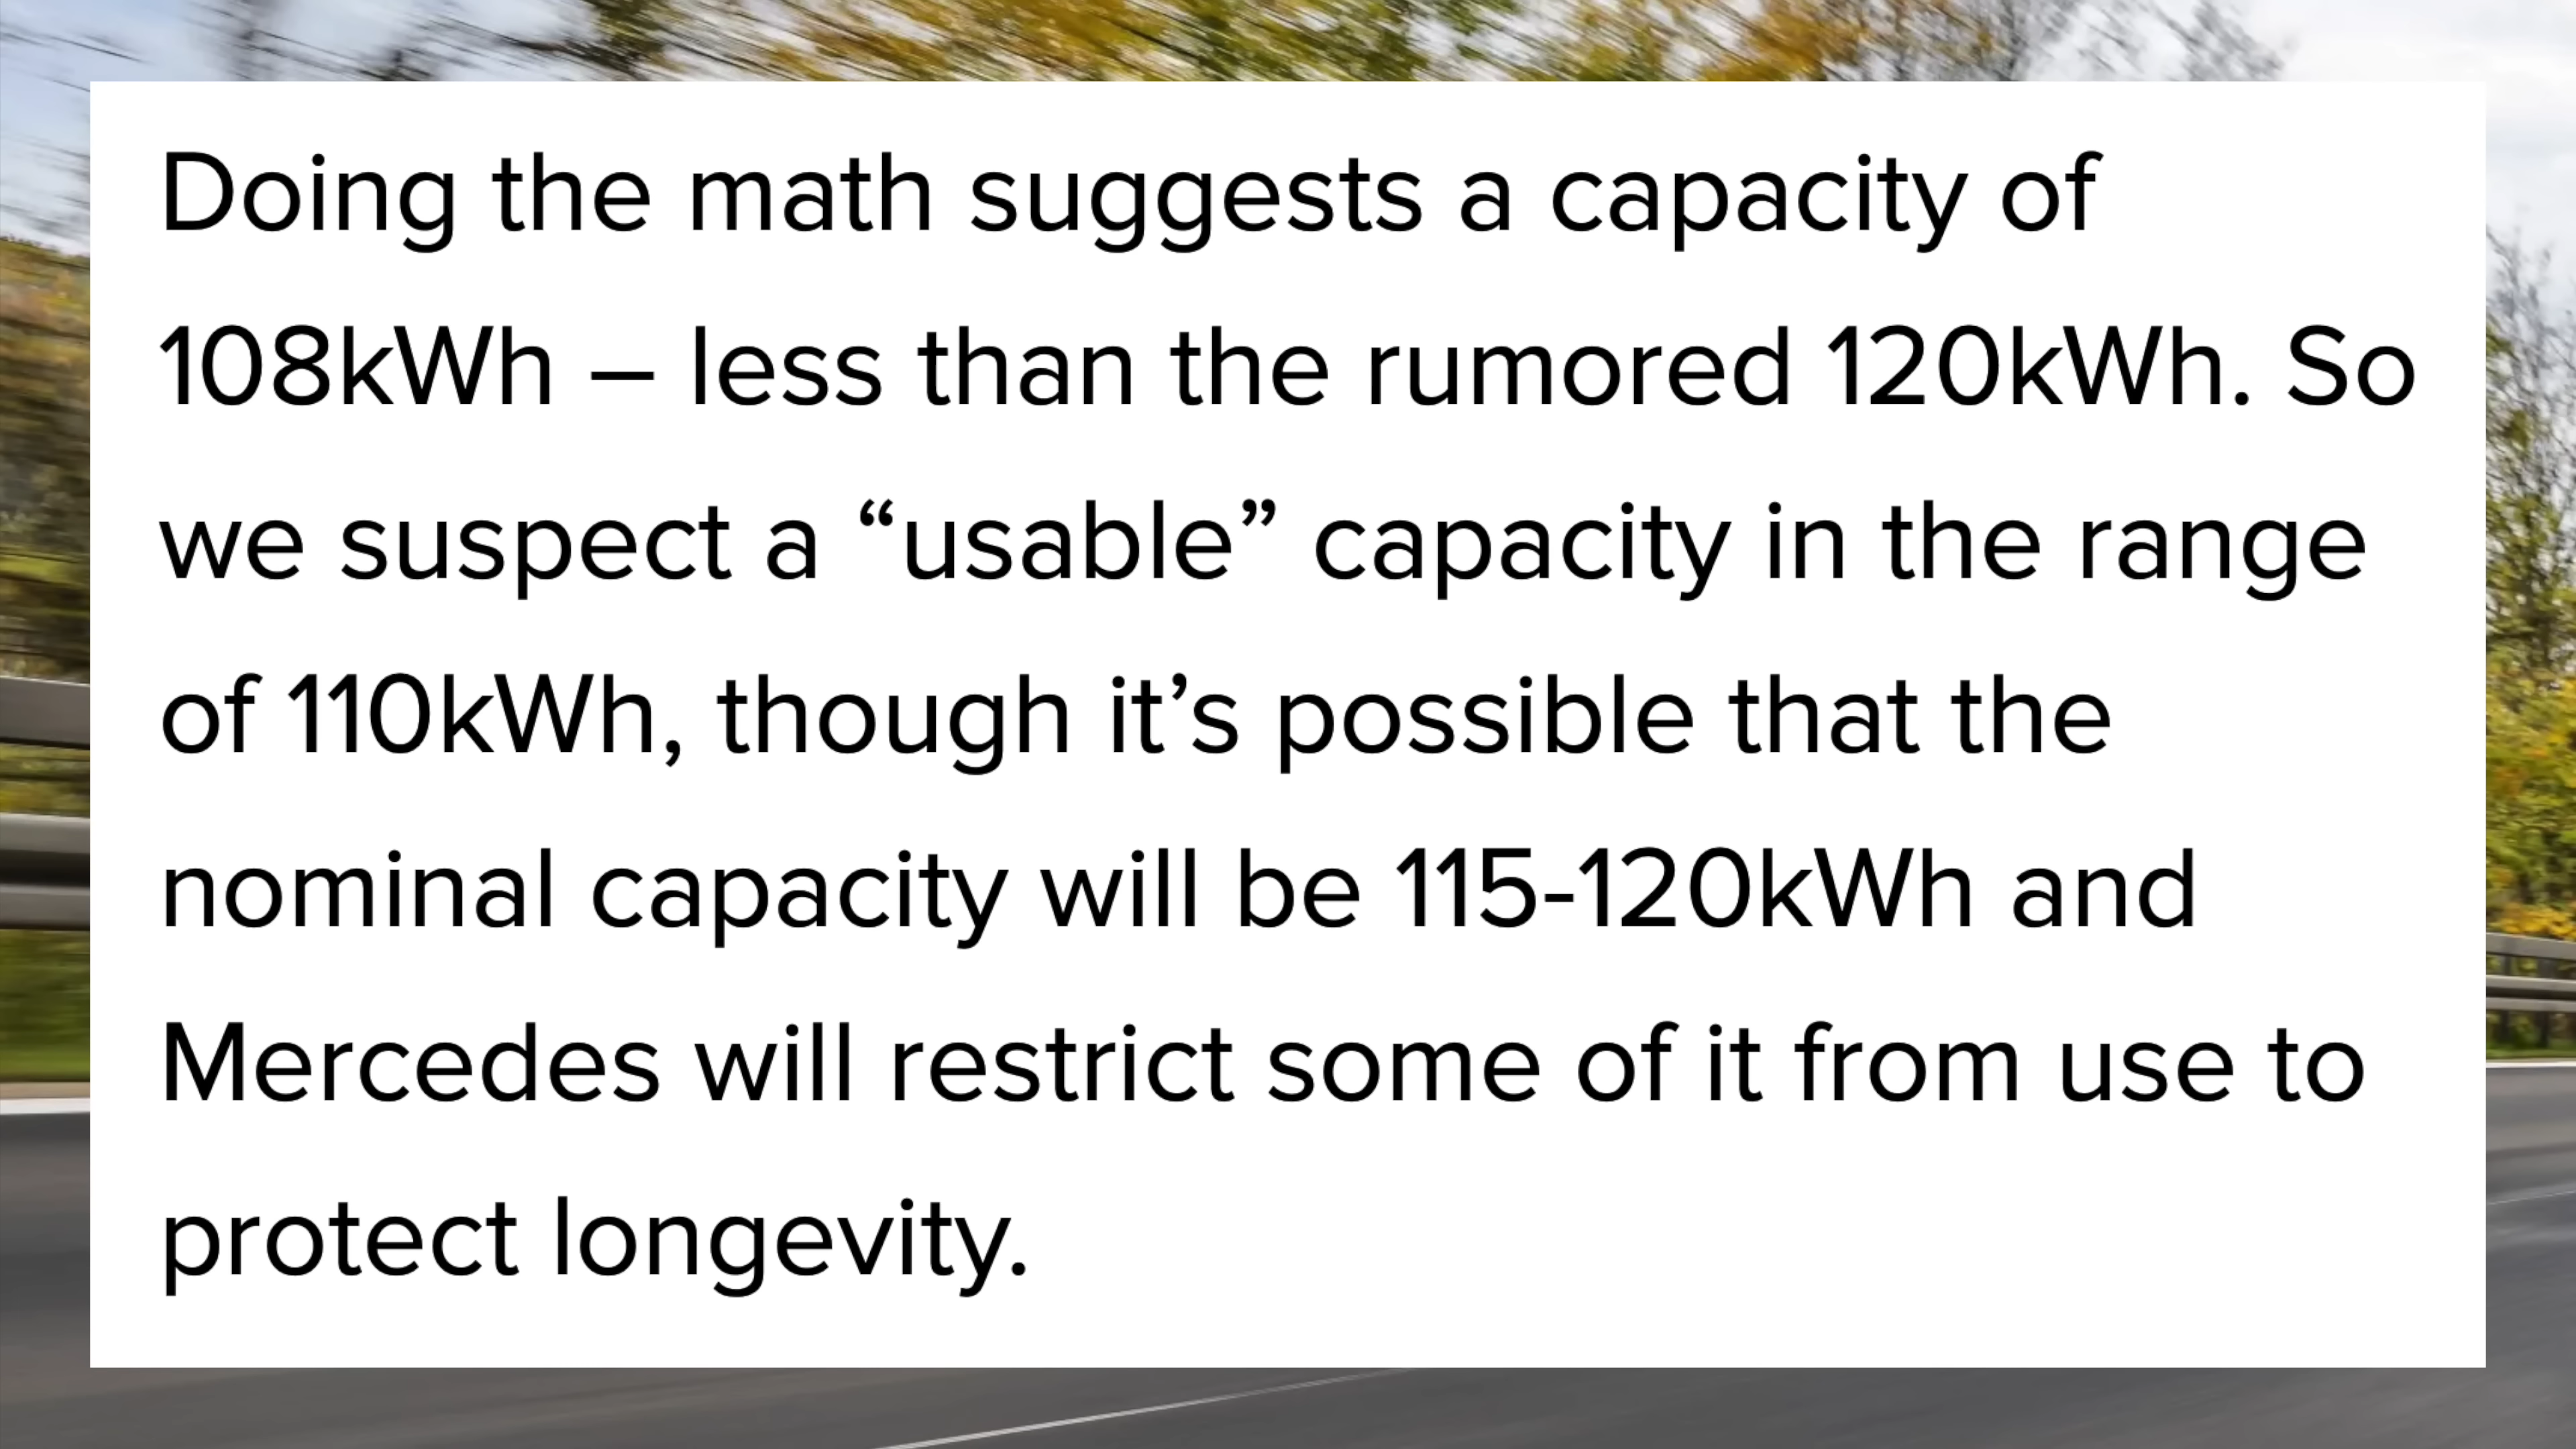 Doing the math suggests a capacity of
108kWh – less than the rumored 120kWh. So
we suspect a “usable” capacity in the range
of 110kWh, though it’s possible that the
nominal capacity will be 115-120kWh and
Mercedes will restrict some of it from use to
protect longevity.